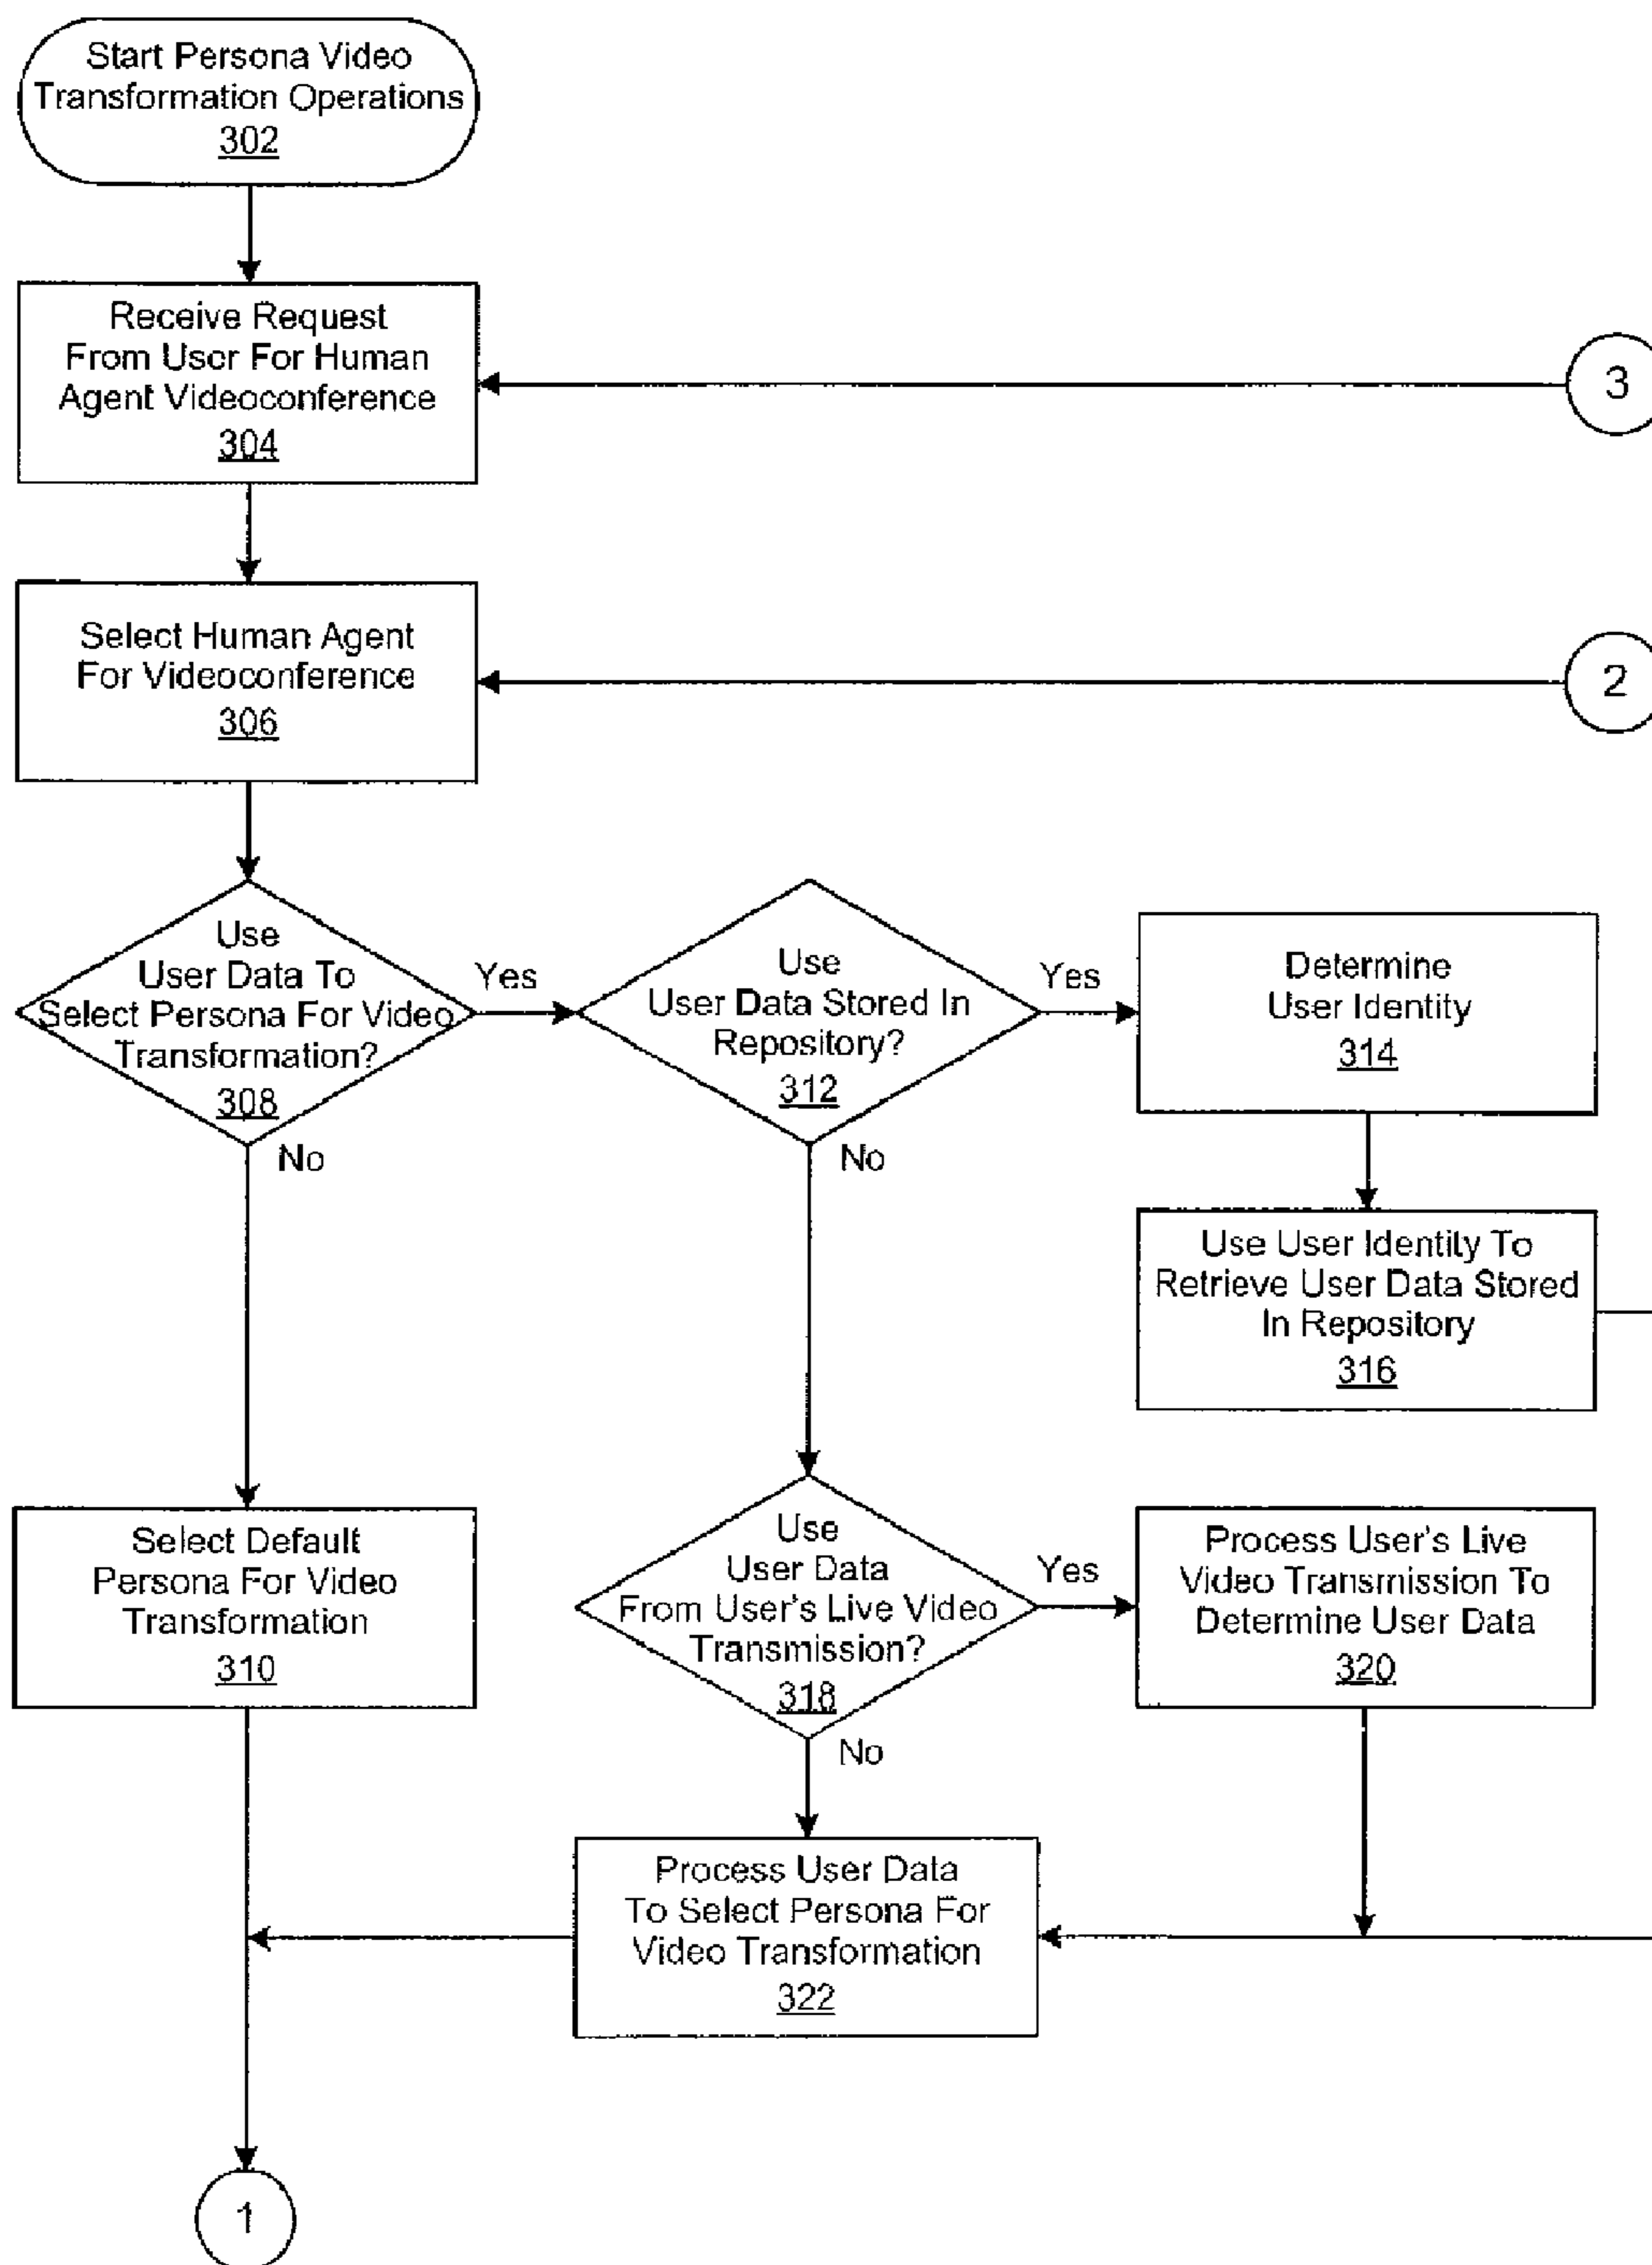 Start Persona Video
Transformation Operations
302
Receive Request
From User For Human
Agent Videoconference
304
3
Select Human Agent
For Videoconference
306
2
Use
User Data To
Select Persona For Video
Transformation?
308
Yes
No
Use
User Data Stored In
Repository?
312
Yes
No
Determine
User Identity
314
Use User Identity To
Retrieve User Data Stored
In Repository
316
Select Default
Persona For Video
Transformation
310
Use
User Data
From User's Live Video
Transmission?
318
Yes
No
Process User's Live
Video Transmission To
Determine User Data
320
Process User Data
To Select Persona For
Video Transformation
322
1